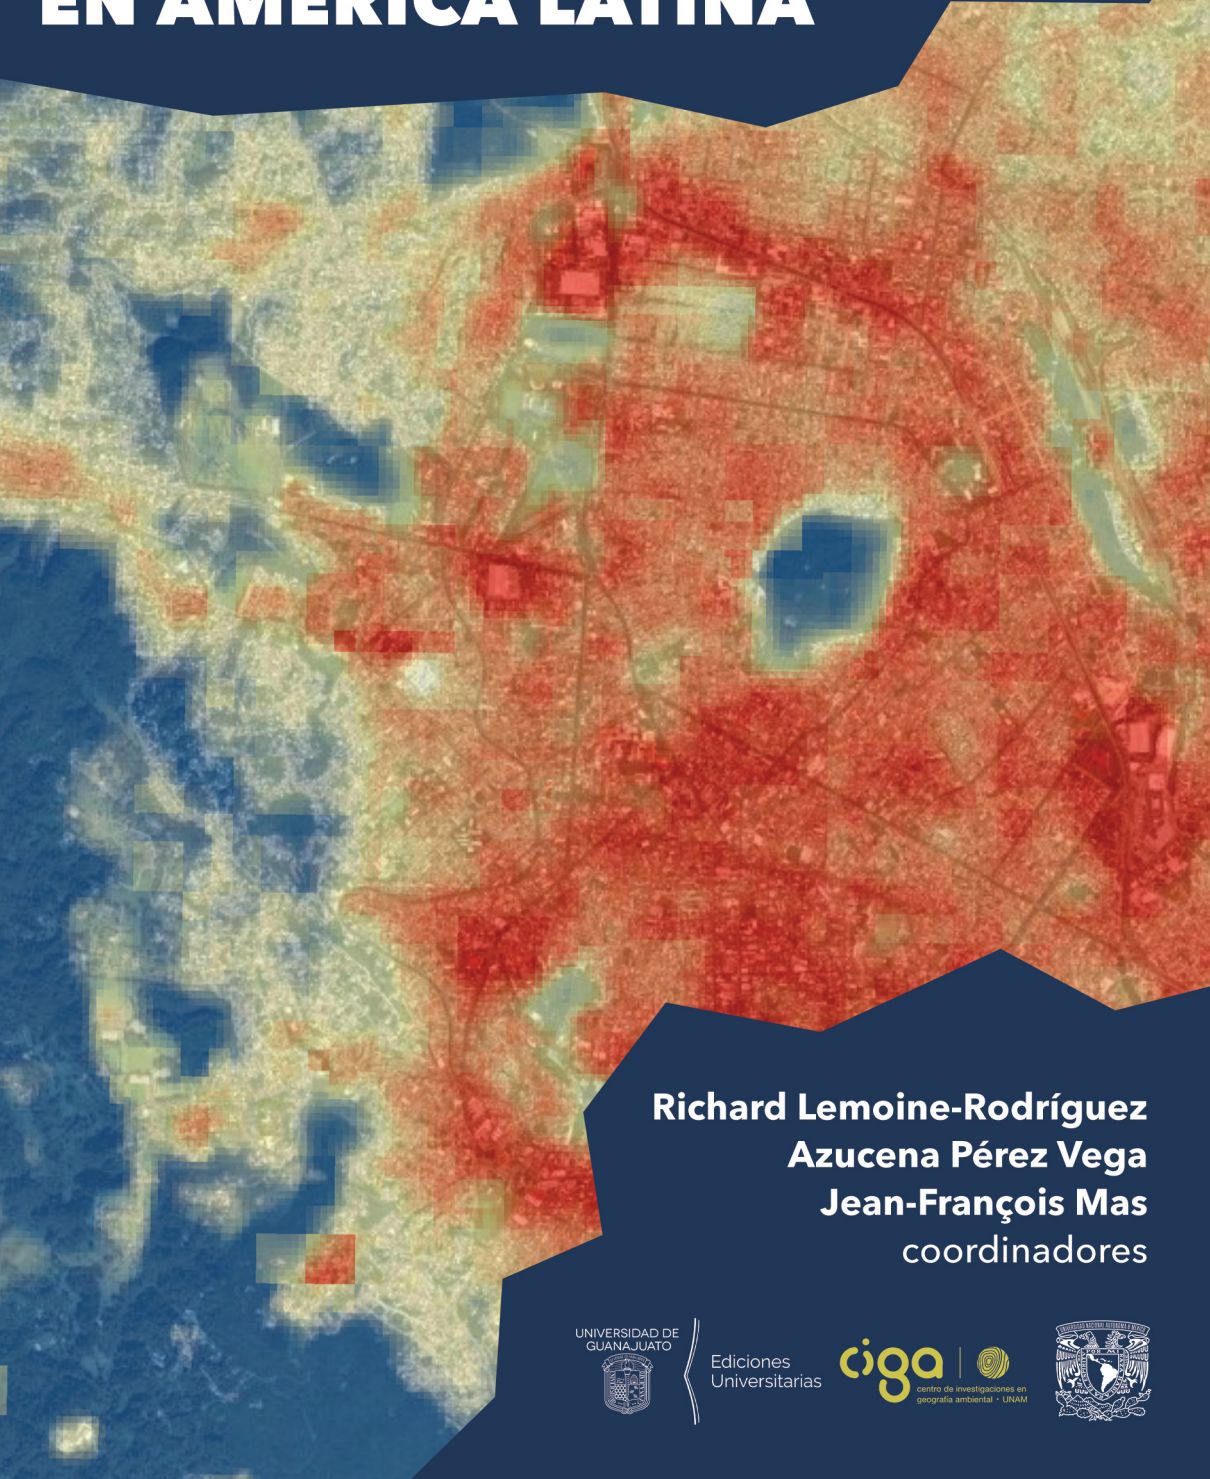 EN AMÉRICA LATINA
Richard Lemoine-Rodríguez
Azucena Pérez Vega
Jean-François Mas
coordinadores
UNIVERSIDAD DE
GUANAJUATO
Ediciones
Universitarias
ciga
centro de investigaciones en
geografía ambiental · UNAM